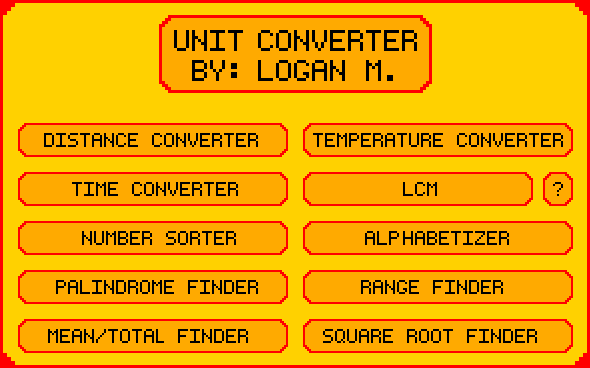 UNIT CONVERTER
BY: LOGAN M.
DISTANCE CONVERTER
TEMPERATURE CONVERTER
TIME CONVERTER
LCM
?
NUMBER SORTER
ALPHABETIZER
PALINDROME FINDER
RANGE FINDER
MEAN/TOTAL FINDER
SQUARE ROOT FINDER